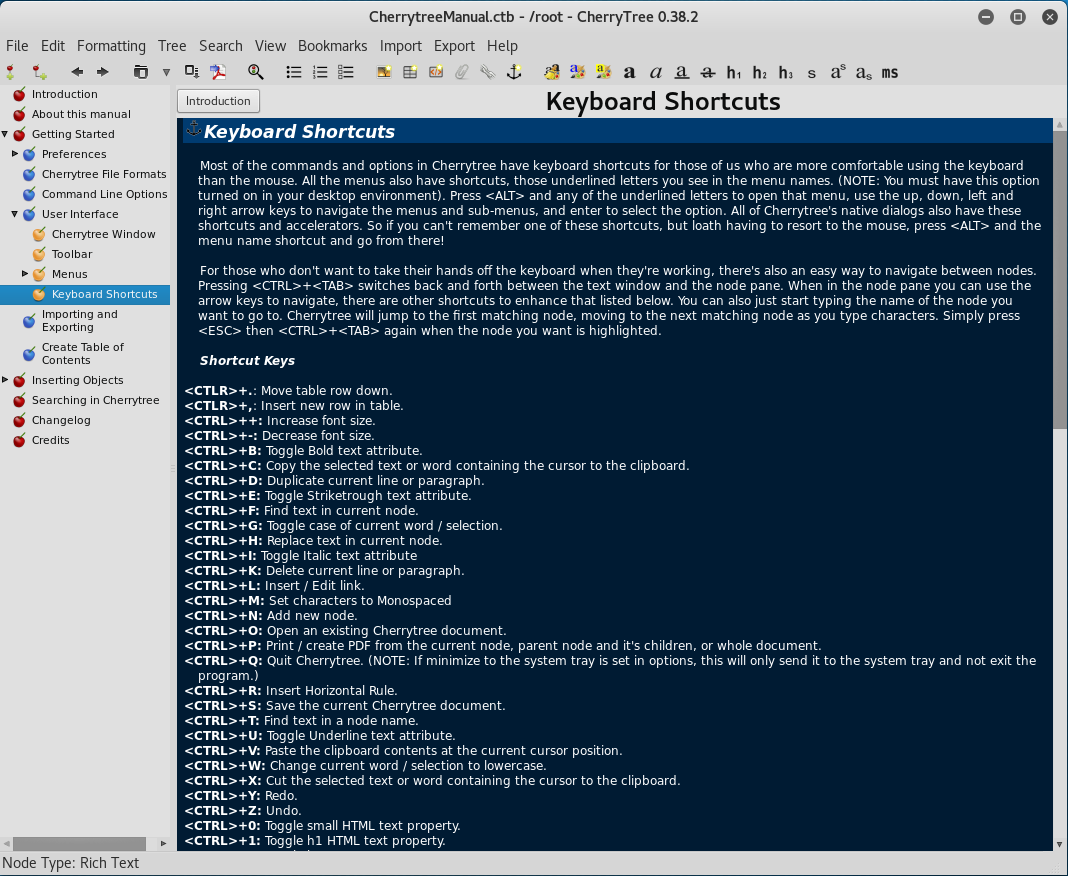 CherrytreeManual.ctb - /root - CherryTree 0.38.2
File Edit Formatting Tree Search View Bookmarks Import Export Help
a a a a h1 h2 h3 s as as ms
Introduction
About this manual
Getting Started
Preferences
Cherrytree File Formats
Command Line Options
User Interface
Cherrytree Window
Toolbar
Menus
Keyboard Shortcuts
Importing and
Exporting
Create Table of
Contents
Inserting Objects
Searching in Cherrytree
Changelog
Credits
Introduction
Keyboard Shortcuts
Keyboard Shortcuts
Most of the commands and options in Cherrytree have keyboard shortcuts for those of us who are more comfortable using the keyboard
than the mouse. All the menus also have shortcuts, those underlined letters you see in the menu names. (NOTE: You must have this option
turned on in your desktop environment). Press <ALT> and any of the underlined letters to open that menu, use the up, down, left and
right arrow keys to navigate the menus and sub-menus, and enter to select the option. All of Cherrytree's native dialogs also have these
shortcuts and accelerators. So if you can't remember one of these shortcuts, but loath having to resort to the mouse, press <ALT> and the
menu name shortcut and go from there!
For those who don't want to take their hands off the keyboard when they're working, there's also an easy way to navigate between nodes.
Pressing <CTRL>+<TAB> switches back and forth between the text window and the node pane. When in the node pane you can use the
arrow keys to navigate, there are other shortcuts to enhance that listed below. You can also just start typing the name of the node you
want to go to. Cherrytree will jump to the first matching node, moving to the next matching node as you type characters. Simply press
<ESC> then <CTRL>+<TAB> again when the node you want is highlighted.
Shortcut Keys
<CTLR>+.: Move table row down.
<CTLR>+,: Insert new row in table.
<CTRL>++: Increase font size.
<CTRL>+-: Decrease font size.
<CTRL>+B: Toggle Bold text attribute.
<CTRL>+C: Copy the selected text or word containing the cursor to the clipboard.
<CTRL>+D: Duplicate current line or paragraph.
<CTRL>+E: Toggle Striketrough text attribute.
<CTRL>+F: Find text in current node.
<CTRL>+G: Toggle case of current word / selection.
<CTRL>+H: Replace text in current node.
<CTRL>+I: Toggle Italic text attribute
<CTRL>+K: Delete current line or paragraph.
<CTRL>+L: Insert / Edit link.
<CTRL>+M: Set characters to Monospaced
<CTRL>+N: Add new node.
<CTRL>+O: Open an existing Cherrytree document.
<CTRL>+P: Print / create PDF from the current node, parent node and it's children, or whole document.
<CTRL>+Q: Quit Cherrytree. (NOTE: If minimize to the system tray is set in options, this will only send it to the system tray and not exit the
program.)
<CTRL>+R: Insert Horizontal Rule.
<CTRL>+S: Save the current Cherrytree document.
<CTRL>+T: Find text in a node name.
<CTRL>+U: Toggle Underline text attribute.
<CTRL>+V: Paste the clipboard contents at the current cursor position.
<CTRL>+W: Change current word / selection to lowercase.
<CTRL>+X: Cut the selected text or word containing the cursor to the clipboard.
<CTRL>+Y: Redo.
<CTRL>+Z: Undo.
<CTRL>+0: Toggle small HTML text property.
<CTRL>+1: Toggle h1 HTML text property.
Node Type: Rich Text